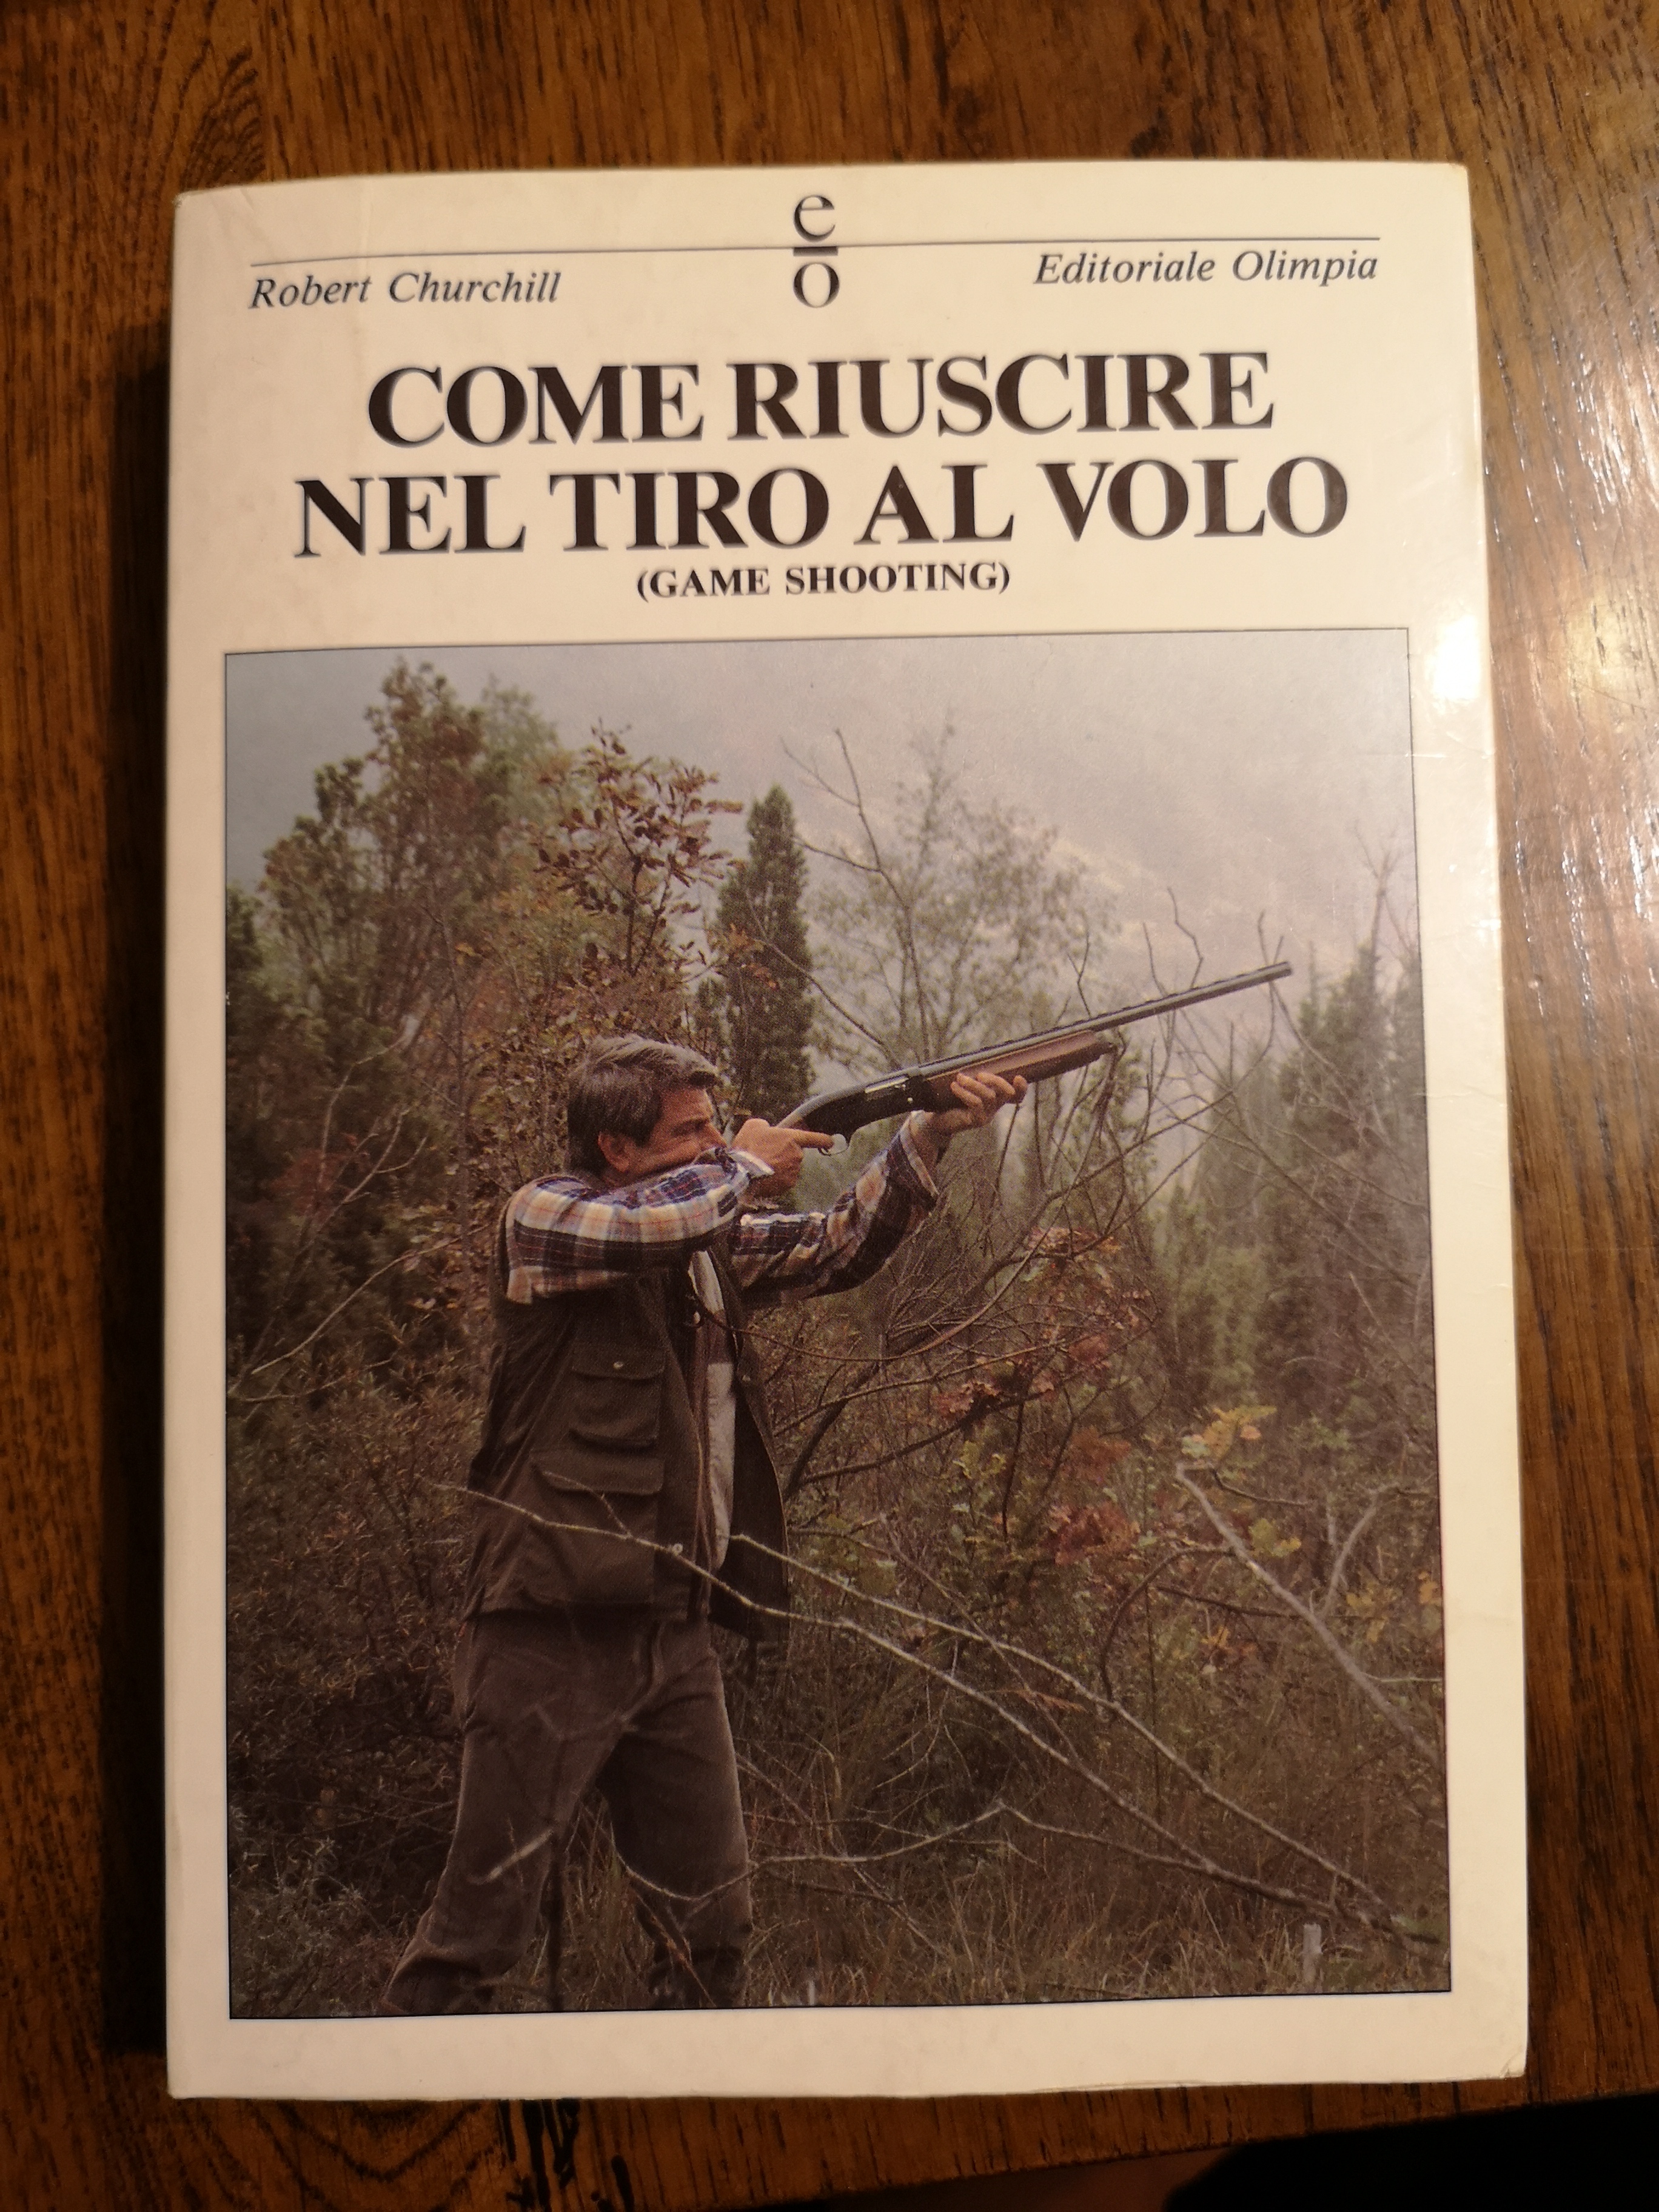 e
o
Robert Churchill
Editoriale Olimpia
COME RIUSCIRE
NEL TIRO AL VOLO
(GAME SHOOTING)